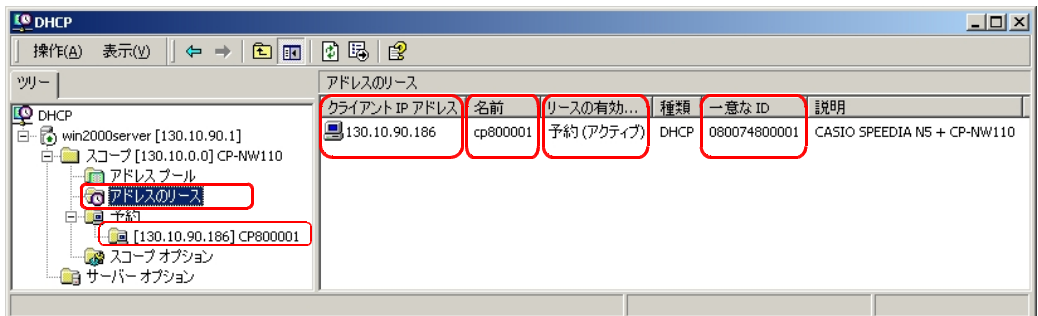 DHCP
操作(A) 表示(V)
ツリー
アドレスのリース
DHCP
win2000server [130.10.90.1]
スコープ [130.10.0.0] CP-NW110
アドレス プール
アドレスのリース
予約
[130.10.90.186] CP800001
スコープ オプション
サーバー オプション
クライアント IP アドレス 名前 リースの有効... 種類 一意な ID 説明
130.10.90.186 cp800001 予約 (アクティブ) DHCP 080074800001 CASIO SPEEDIA N5 + CP-NW110